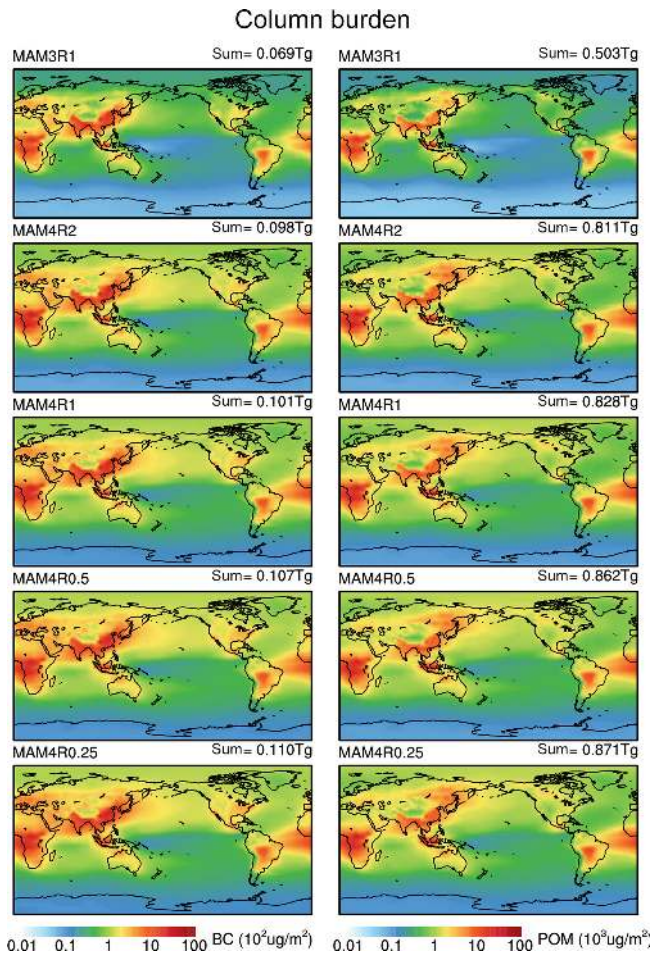 Column burden
MAM3R1 Sum= 0.069Tg MAM3R1 Sum= 0.503Tg
MAM4R2 Sum= 0.098Tg MAM4R2 Sum= 0.811Tg
MAM4R1 Sum= 0.101Tg MAM4R1 Sum= 0.828Tg
MAM4R0.5 Sum= 0.107Tg MAM4R0.5 Sum= 0.862Tg
MAM4R0.25 Sum= 0.110Tg MAM4R0.25 Sum= 0.871Tg
0.01 0.1 1 10 100 BC (10²ug/m²) 0.01 0.1 1 10 100 POM (10³ug/m²)